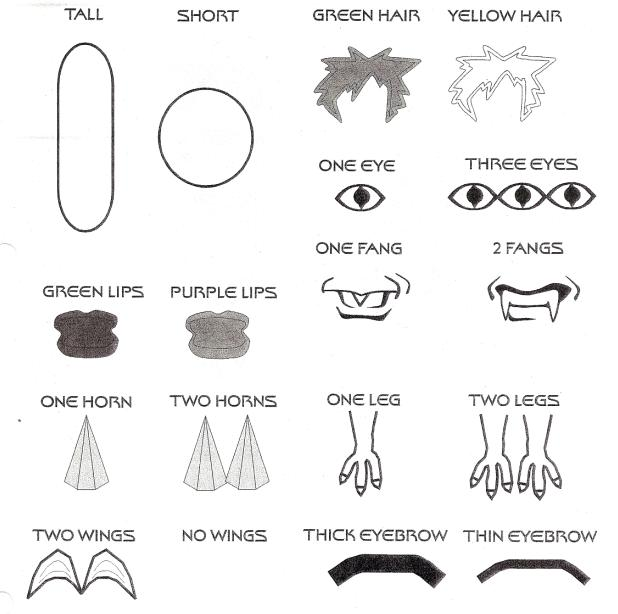 TALL SHORT GREEN HAIR YELLOW HAIR
ONE EYE THREE EYES
ONE FANG 2 FANGS
GREEN LIPS PURPLE LIPS
ONE HORN TWO HORNS ONE LEG TWO LEGS
TWO WINGS NO WINGS THICK EYEBROW THIN EYEBROW